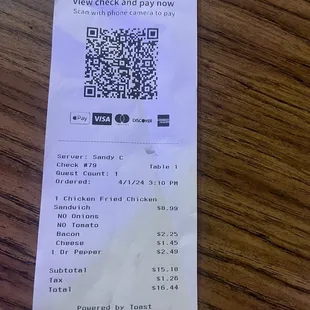 View check and pay now
Scan with phone camera to pay
Pay VISA DISCOVER
Server: Sandy C
Check #79 Table 1
Guest Count: 1
Ordered: 4/1/24 3:10 PM
1 Chicken Fried Chicken
Sandwich $8.99
NO Onions
NO Tomato
Bacon $2.25
Cheese $1.45
1 Dr Pepper $2.49
Subtotal $15.18
Tax $1.26
Total $16.44
Powered by Toast